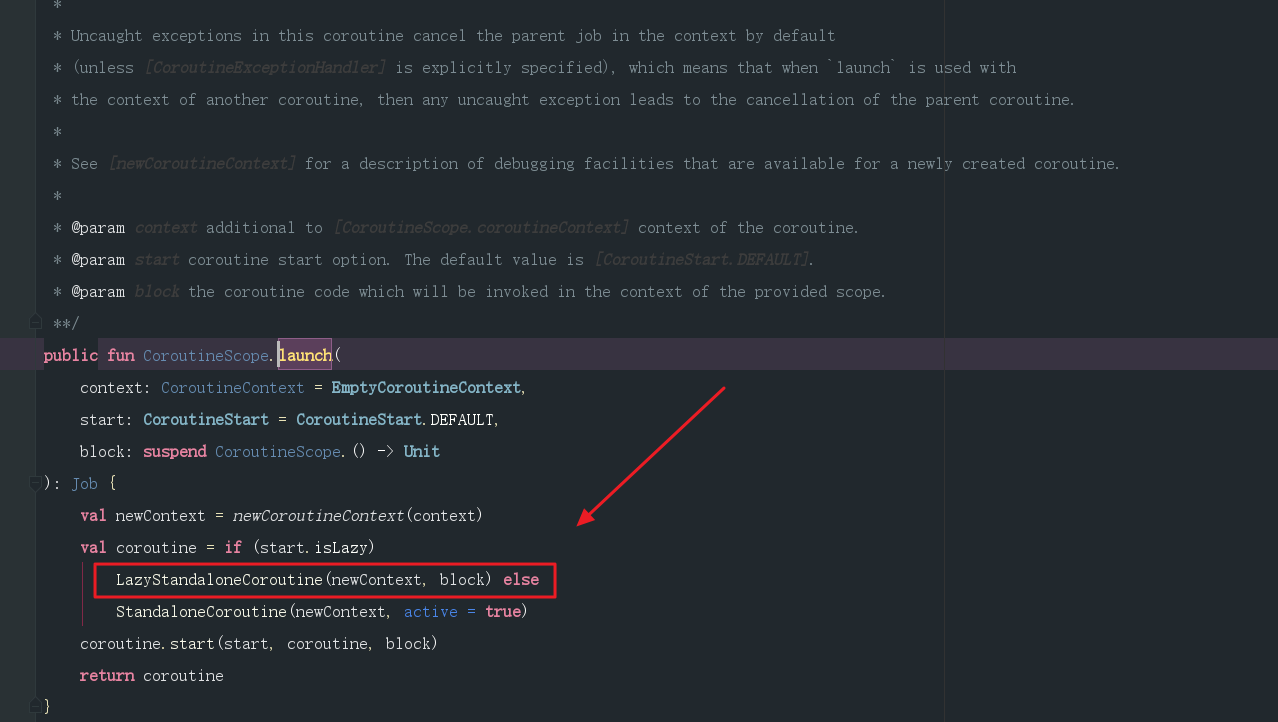 *
* Uncaught exceptions in this coroutine cancel the parent job in the context by default
* (unless [CoroutineExceptionHandler] is explicitly specified), which means that when `launch` is used with
* the context of another coroutine, then any uncaught exception leads to the cancellation of the parent coroutine.
*
* See [newCoroutineContext] for a description of debugging facilities that are available for a newly created coroutine.
*
* @param context additional to [CoroutineScope.coroutineContext] context of the coroutine.
* @param start coroutine start option. The default value is [CoroutineStart.DEFAULT].
* @param block the coroutine code which will be invoked in the context of the provided scope.
**/
public fun CoroutineScope.launch(
    context: CoroutineContext = EmptyCoroutineContext,
    start: CoroutineStart = CoroutineStart.DEFAULT,
    block: suspend CoroutineScope.() -> Unit
): Job {
    val newContext = newCoroutineContext(context)
    val coroutine = if (start.isLazy)
        LazyStandaloneCoroutine(newContext, block) else
        StandaloneCoroutine(newContext, active = true)
    coroutine.start(start, coroutine, block)
    return coroutine
}